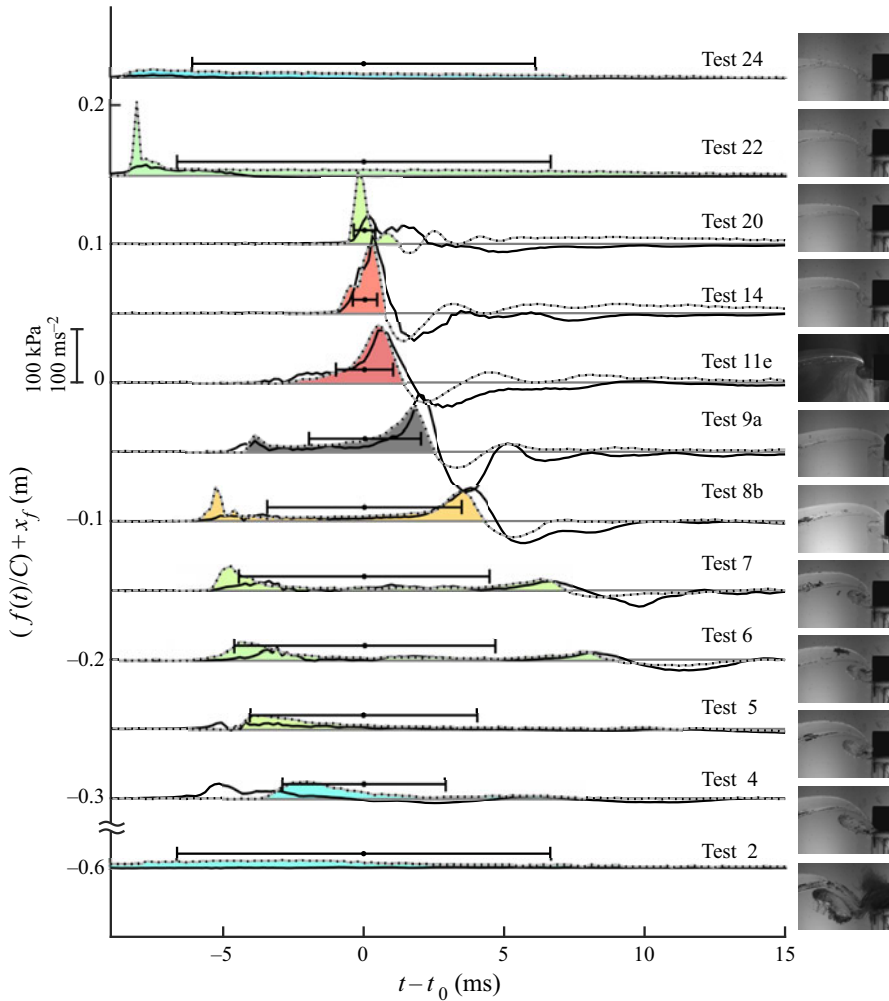 Test 24
0.2
Test 22
Test 20
0.1
Test 14
100 kPa
100 ms⁻²
Test 11e
0
Test 9a
Test 8b
−0.1
(f(t)/C) + x_f (m)
Test 7
Test 6
−0.2
Test 5
Test 4
−0.3
Test 2
−0.6
−5 0 5 10 15
t – t₀ (ms)